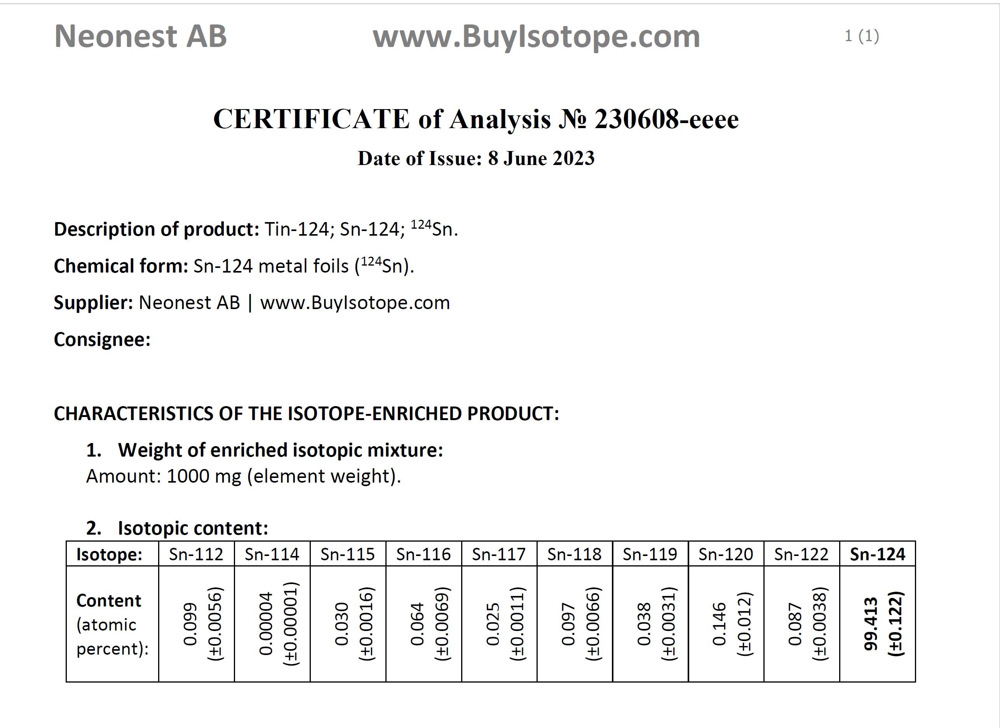 Neonest AB www.BuyIsotope.com 1 (1)
CERTIFICATE of Analysis № 230608-eeee
Date of Issue: 8 June 2023
Description of product: Tin-124; Sn-124; ¹²⁴Sn.
Chemical form: Sn-124 metal foils (¹²⁴Sn).
Supplier: Neonest AB | www.BuyIsotope.com
Consignee:
CHARACTERISTICS OF THE ISOTOPE-ENRICHED PRODUCT:
1. Weight of enriched isotopic mixture:
Amount: 1000 mg (element weight).
2. Isotopic content:
Isotope: Sn-112 Sn-114 Sn-115 Sn-116 Sn-117 Sn-118 Sn-119 Sn-120 Sn-122 Sn-124
Content
(atomic
percent):
0.099
(±0.0056)
0.00004
(±0.00001)
0.030
(±0.0016)
0.064
(±0.0069)
0.025
(±0.0011)
0.097
(±0.0066)
0.038
(±0.0031)
0.146
(±0.012)
0.087
(±0.0038)
99.413
(±0.122)